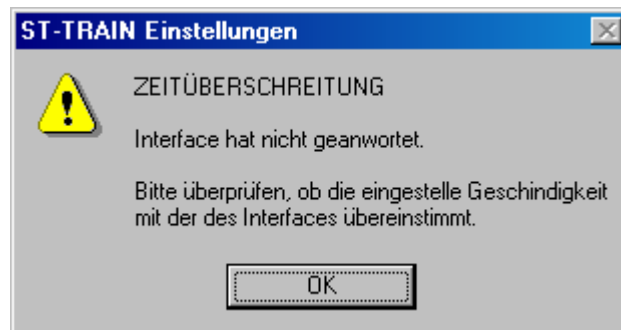 ST-TRAIN Einstellungen
ZEITÜBERSCHREITUNG
Interface hat nicht geanwortet.
Bitte überprüfen, ob die eingestelle Geschindigkeit
mit der des Interfaces übereinstimmt.
OK